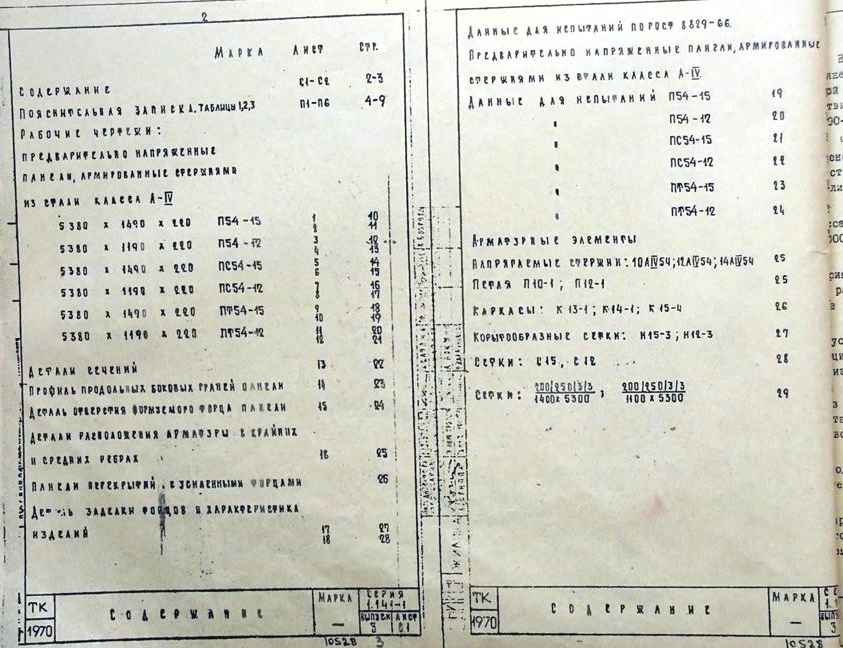 2
Марка Лист Стр.
Содержание С1-С2 2-3
Пояснительная записка. Таблицы 1,2,3 П1-П6 4-9
Рабочие чертежи:
Предварительно напряженные
панели, армированные стержнями
из стали класса А-IV
5380 х 1490 х 220 П54-15 1 10
2 11
5380 х 1190 х 220 П54-12 3 12
4 13
5380 х 1490 х 220 ПС54-15 5 14
6 15
5380 х 1190 х 220 ПС54-12 7 16
8 17
5380 х 1490 х 220 ПТ54-15 9 18
10 19
5380 х 1190 х 220 ПТ54-12 11 20
12 21
Детали сечений 13 22
Профиль продольных боковых граней панели 14 23
Деталь отверстия формуемого торца панели 15 24
Детали расположения арматуры в крайних
и средних ребрах 16 25
Панели перекрытий с усиленными торцами 26
Деталь заделки торцов и характеристика
изделий 17 27
18 28
ТК
1970
Содержание
Марка
—
Серия
1.141-1
Выпуск Лист
3 С1
10528 3
Данные для испытаний по ГОСТ 8829-66.
Предварительно напряженные панели, армированные
стержнями из стали класса А-IV.
Данные для испытаний П54-15 19
" П54-12 20
" ПС54-15 21
" ПС54-12 22
" ПТ54-15 23
" ПТ54-12 24
Арматурные элементы
Напрягаемые стержни: 10АIV54; 12АIV54; 14АIV54 25
Петля П10-1; П12-1 25
Каркасы: К13-1; К14-1; К15-4 26
Корытообразные сетки: Н15-3; Н12-3 27
Сетки: С15, С12 28
Сетки: 200/250/3/3 ; 200/250/3/3 29
1400х5300 1100х5300
ТК
1970
Содержание
Марка
—
3
10528